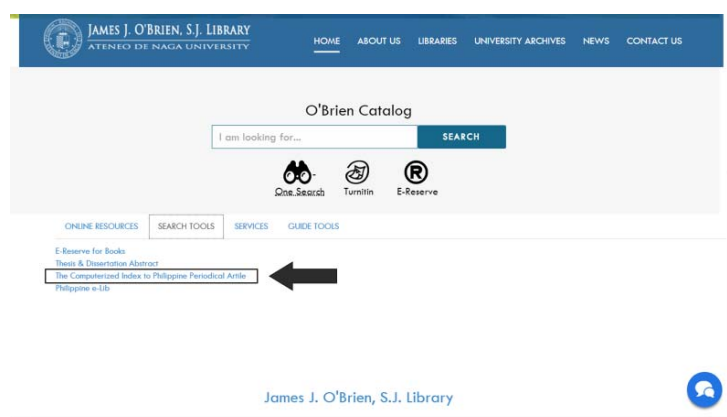 JAMES J. O'BRIEN, S.J. LIBRARY
ATENEO DE NAGA UNIVERSITY
HOME ABOUT US LIBRARIES UNIVERSITY ARCHIVES NEWS CONTACT US
O'Brien Catalog
I am looking for... SEARCH
One Search Turnitin E-Reserve
ONLINE RESOURCES SEARCH TOOLS SERVICES GUIDE TOOLS
E-Reserve for Books
Thesis & Dissertation Abstract
The Computerized Index to Philippine Periodical Artile
Philippine e-Lib
James J. O'Brien, S.J. Library